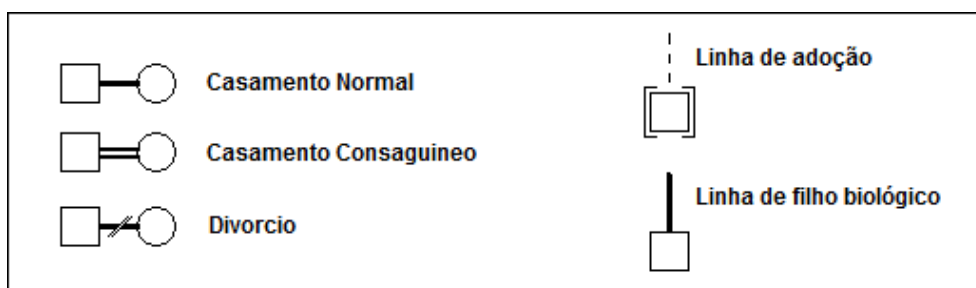 Casamento Normal
Casamento Consaguineo
Divorcio
Linha de adoção
Linha de filho biológico